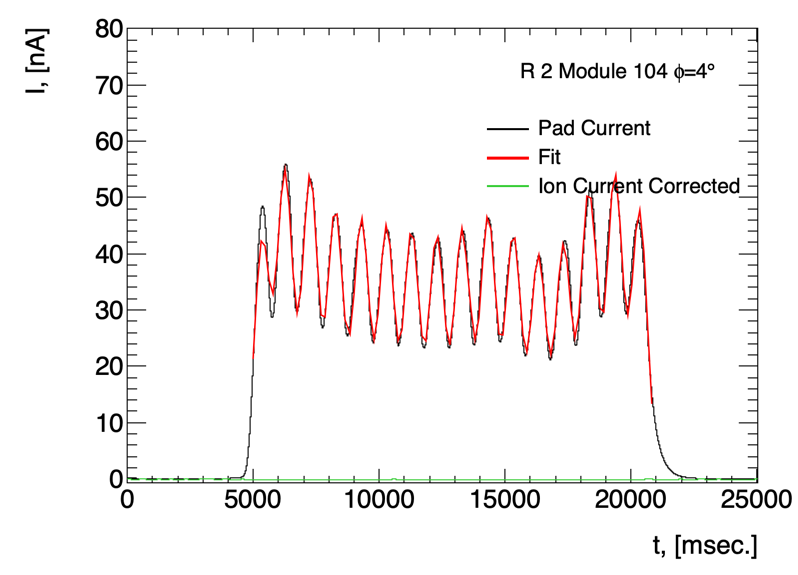 I, [nA]
80
70
60
50
40
30
20
10
0
R 2 Module 104 ϕ=4°
Pad Current
Fit
Ion Current Corrected
0 5000 10000 15000 20000 25000
t, [msec.]